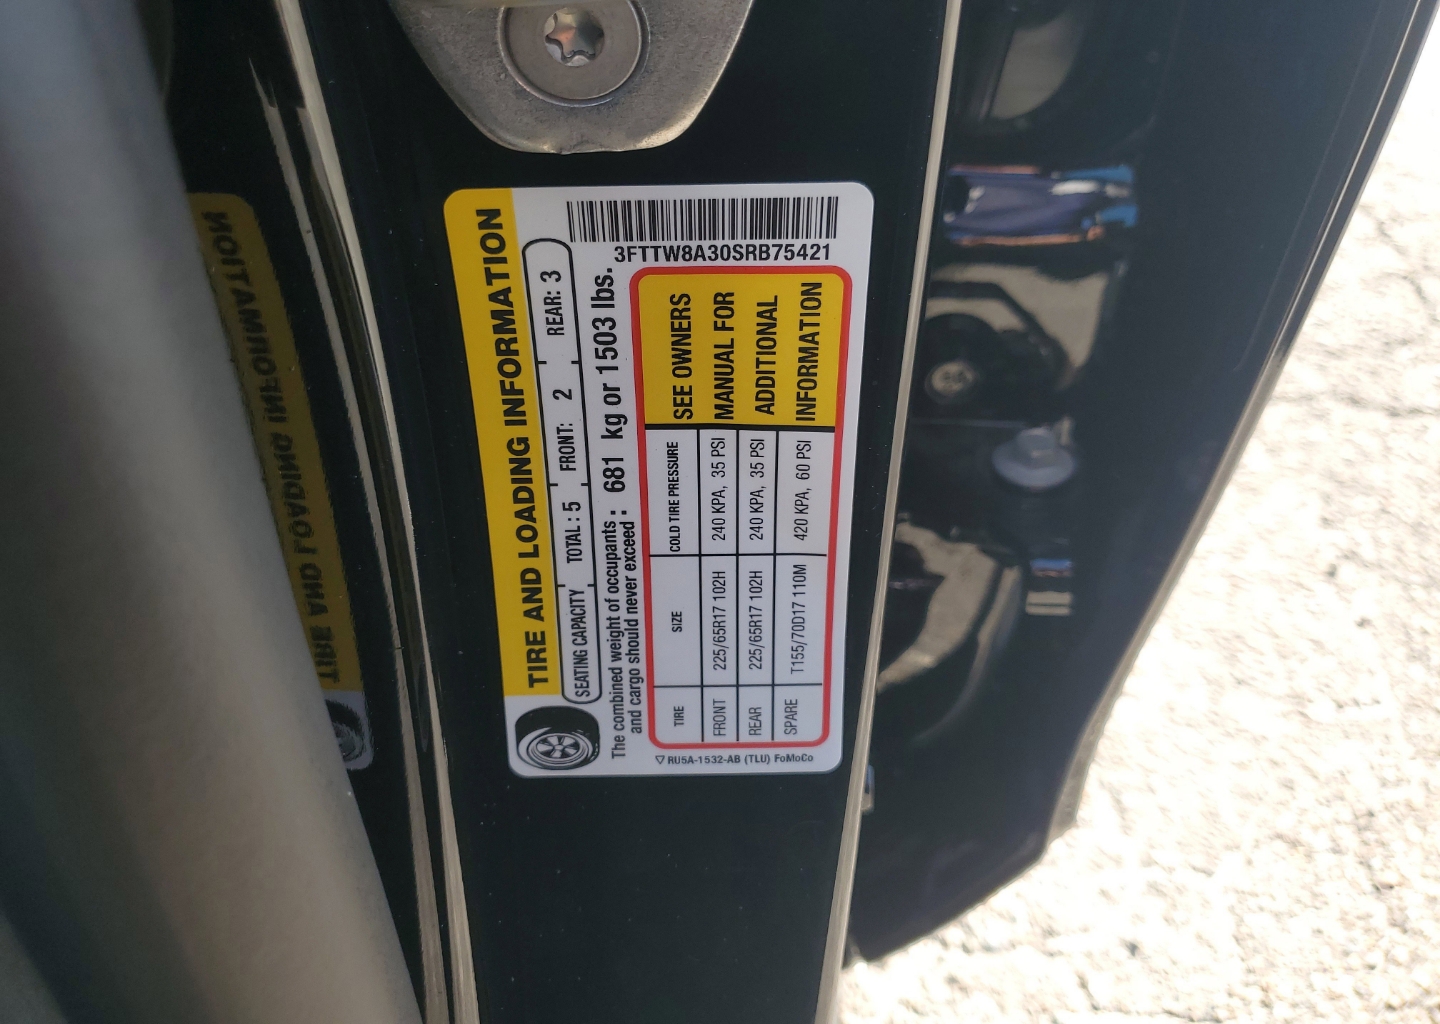 TIRE AND LOADING INFORMATION
SEATING CAPACITY TOTAL : 5 FRONT: 2 REAR: 3
The combined weight of occupants
and cargo should never exceed : 681 kg or 1503 lbs.
3FTTW8A30SRB75421
TIRE SIZE COLD TIRE PRESSURE
FRONT 225/65R17 102H 240 KPA, 35 PSI
REAR 225/65R17 102H 240 KPA, 35 PSI
SPARE T155/70D17 110M 420 KPA, 60 PSI
SEE OWNERS
MANUAL FOR
ADDITIONAL
INFORMATION
▽ RU5A-1532-AB (TLU) FoMoCo
TIRE AND LOADING INFORMATION